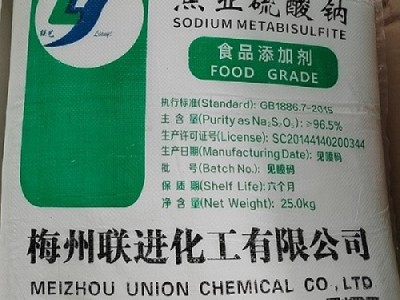 焦亚硫酸钠
SODIUM METABISULFITE
食品添加剂
FOOD GRADE
执行标准(Standard): GB1886.7-2015
主含量(Purity as Na₂S₂O₅): ≥96.5%
生产许可证号(License): SC20144140200344
生产日期(Manufacturing Date): 见喷码
批号(Batch No.): 见喷码
保质期(Shelf Life): 六个月
净含量(Net Weight): 25.0kg
梅州联进化工有限公司
MEIZHOU UNION CHEMICAL CO.,LTD